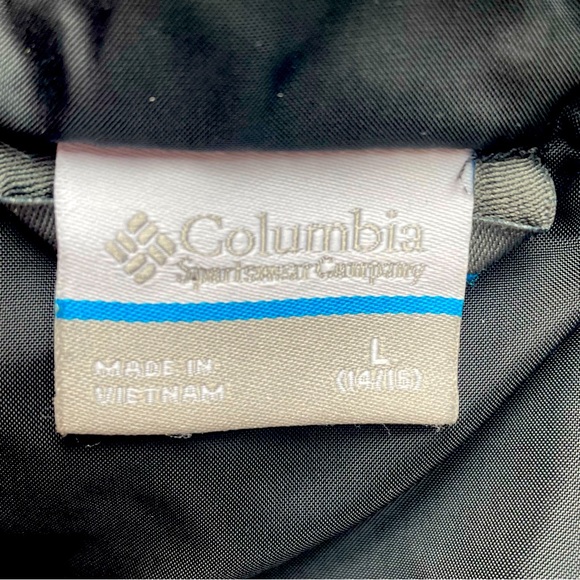 Columbia
Sportswear Company
L
MADE IN
VIETNAM
(14/16)